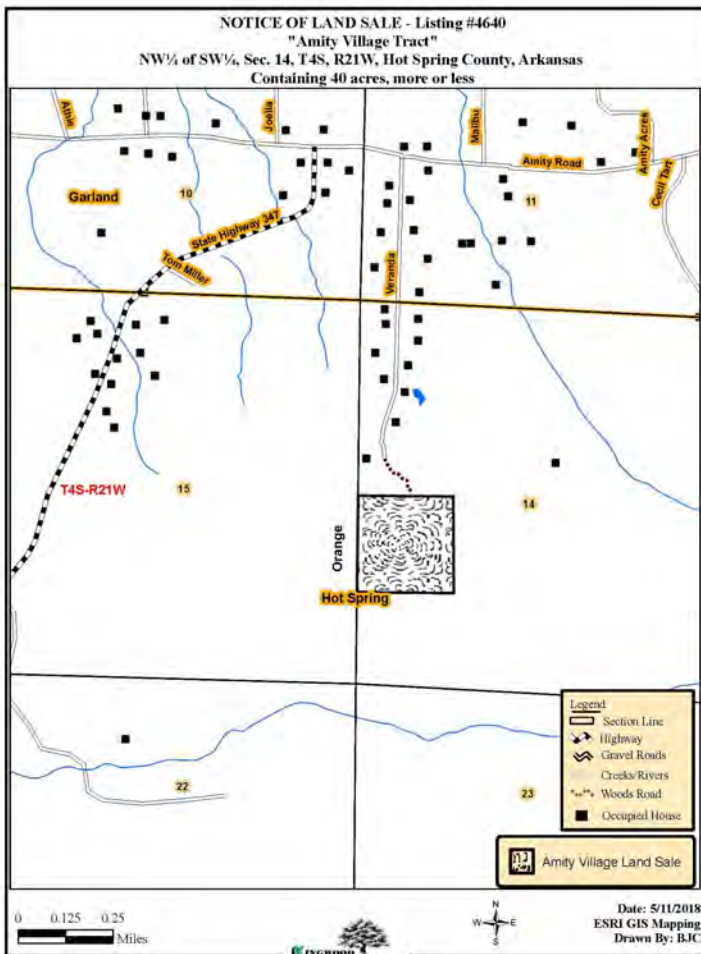 NOTICE OF LAND SALE - Listing #4640
"Amity Village Tract"
NW¼ of SW¼, Sec. 14, T4S, R21W, Hot Spring County, Arkansas
Containing 40 acres, more or less
Athie
Joella
Malibu
Amity Acres
Amity Road
Cecil Tart
Garland
10
11
State Highway 347
Tom Miller
Veranda
T4S-R21W
15
14
Orange
Hot Spring
22
23
Legend
Section Line
Highway
Gravel Roads
Creeks/Rivers
Woods Road
Occupied House
Amity Village Land Sale
0 0.125 0.25
Miles
N
W E
S
Date: 5/11/2018
ESRI GIS Mapping
Drawn By: BJC